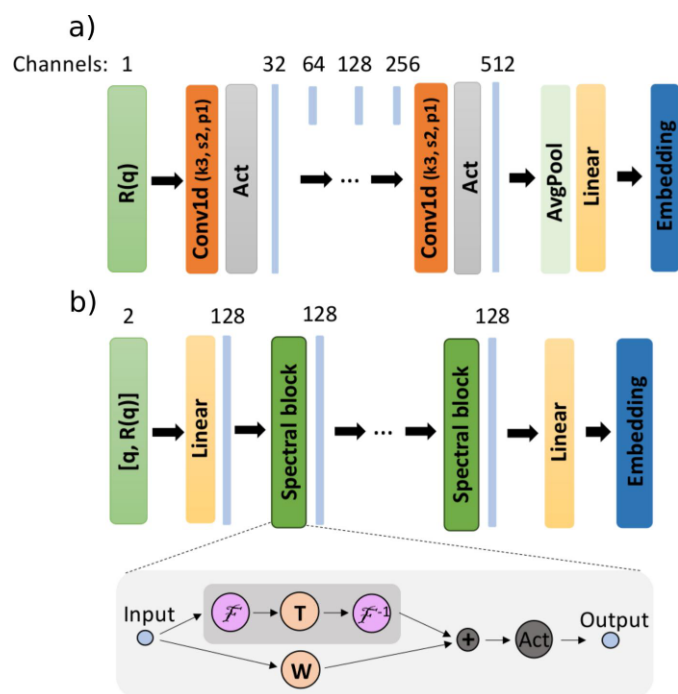 a)
Channels: 1 32 64 128 256 512
R(q)
Conv1d (k3, s2, p1)
Act
...
Conv1d (k3, s2, p1)
Act
AvgPool
Linear
Embedding
b)
2 128 128 128
[q, R(q)]
Linear
Spectral block
...
Spectral block
Linear
Embedding
Input
ℱ
T
ℱ-1
W
+
Act
Output